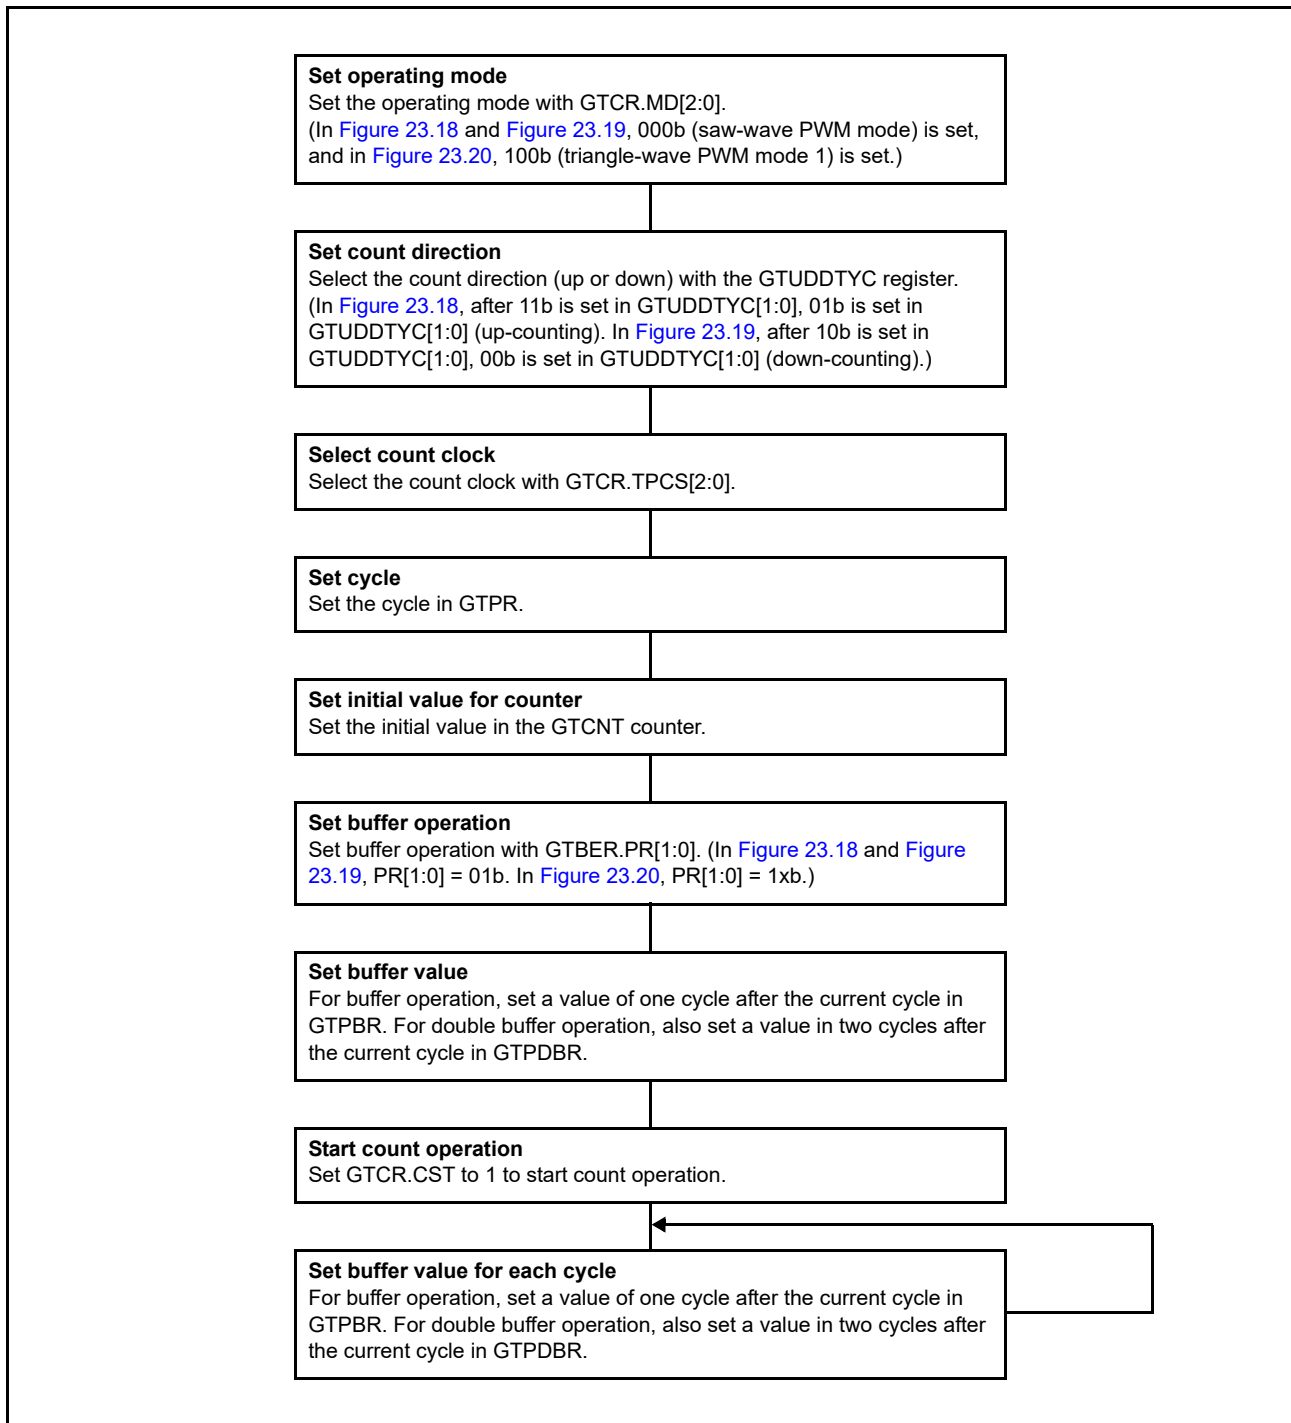 Set operating mode
Set the operating mode with GTCR.MD[2:0].
(In Figure 23.18 and Figure 23.19, 000b (saw-wave PWM mode) is set,
and in Figure 23.20, 100b (triangle-wave PWM mode 1) is set.)
Set count direction
Select the count direction (up or down) with the GTUDDTYC register.
(In Figure 23.18, after 11b is set in GTUDDTYC[1:0], 01b is set in
GTUDDTYC[1:0] (up-counting). In Figure 23.19, after 10b is set in
GTUDDTYC[1:0], 00b is set in GTUDDTYC[1:0] (down-counting).)
Select count clock
Select the count clock with GTCR.TPCS[2:0].
Set cycle
Set the cycle in GTPR.
Set initial value for counter
Set the initial value in the GTCNT counter.
Set buffer operation
Set buffer operation with GTBER.PR[1:0]. (In Figure 23.18 and Figure
23.19, PR[1:0] = 01b. In Figure 23.20, PR[1:0] = 1xb.)
Set buffer value
For buffer operation, set a value of one cycle after the current cycle in
GTPBR. For double buffer operation, also set a value in two cycles after
the current cycle in GTPDBR.
Start count operation
Set GTCR.CST to 1 to start count operation.
Set buffer value for each cycle
For buffer operation, set a value of one cycle after the current cycle in
GTPBR. For double buffer operation, also set a value in two cycles after
the current cycle in GTPDBR.